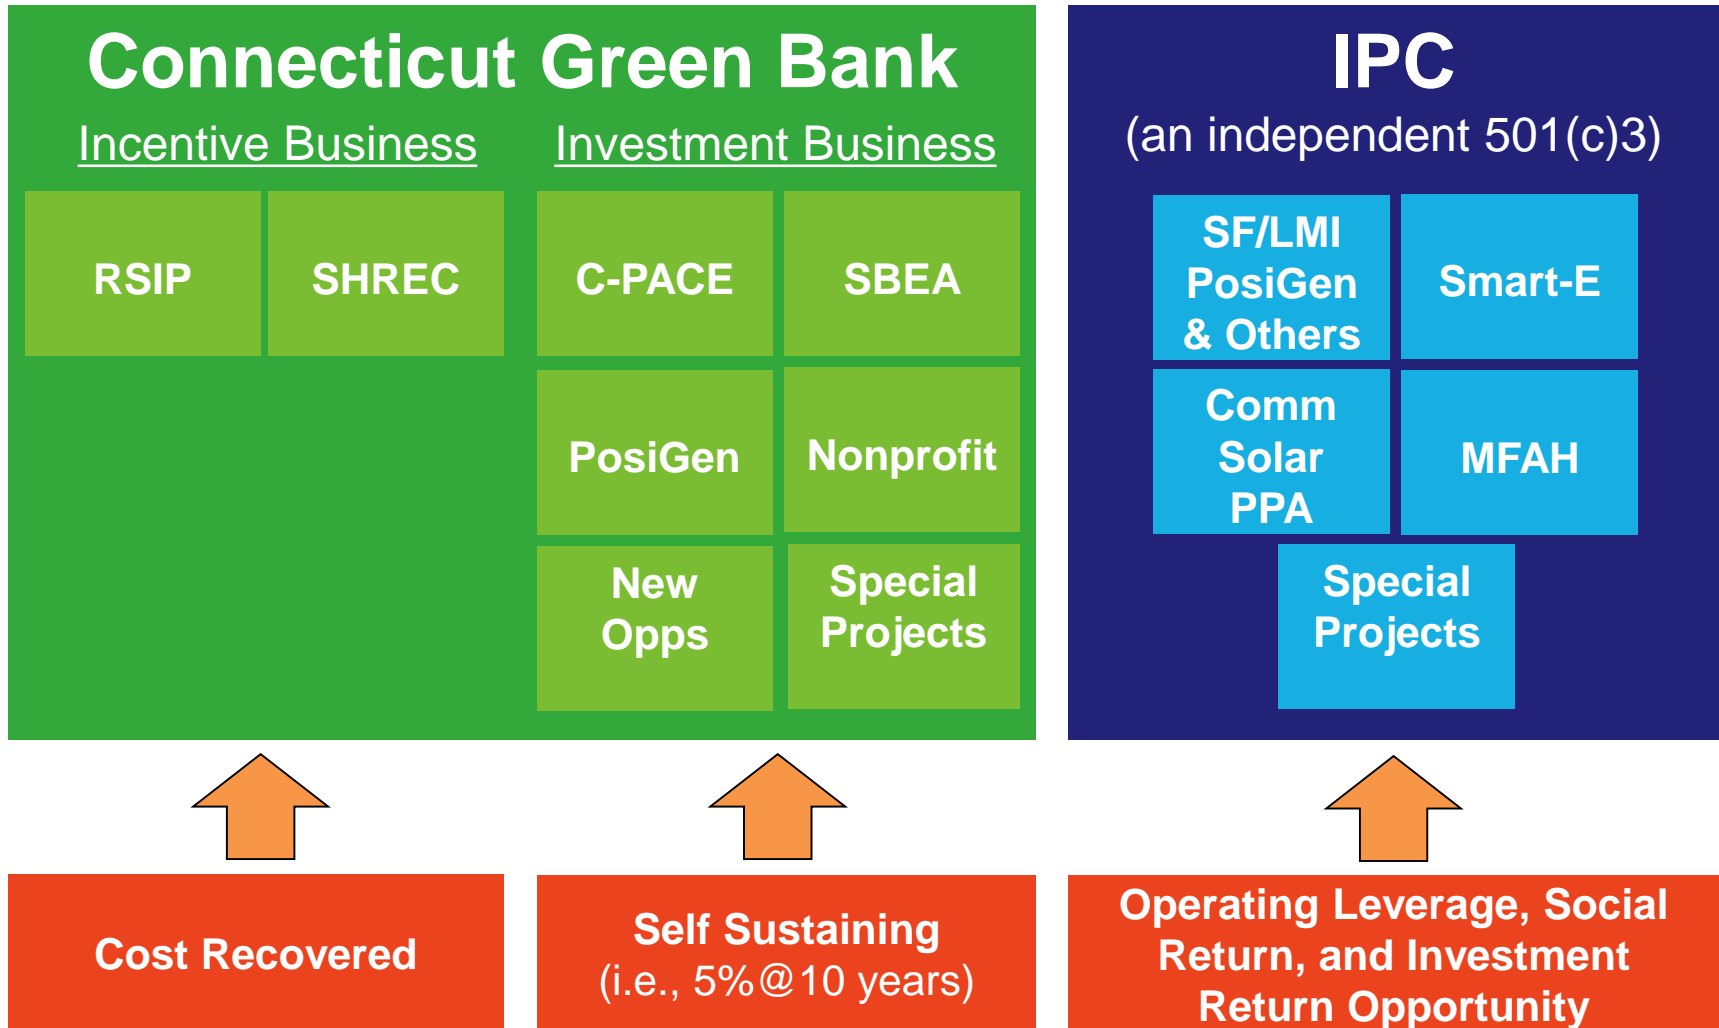 Connecticut Green Bank
Incentive Business
Investment Business
RSIP
SHREC
C-PACE
SBEA
PosiGen
Nonprofit
New
Opps
Special
Projects
IPC
(an independent 501(c)3)
SF/LMI
PosiGen
& Others
Smart-E
Comm
Solar
PPA
MFAH
Special
Projects
Cost Recovered
Self Sustaining
(i.e., 5%@10 years)
Operating Leverage, Social
Return, and Investment
Return Opportunity